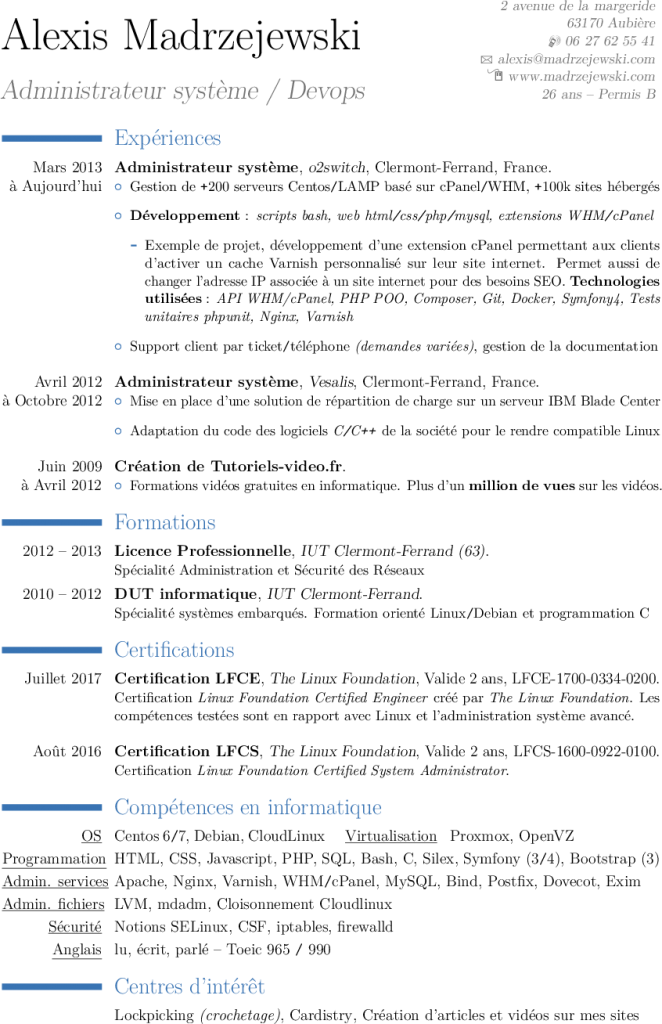 Alexis Madrzejewski
Administrateur système / Devops
2 avenue de la margeride
63170 Aubière
06 27 62 55 41
alexis@madrzejewski.com
www.madrzejewski.com
26 ans – Permis B
Expériences
Mars 2013 à Aujourd'hui
Administrateur système, o2switch, Clermont-Ferrand, France.
Gestion de +200 serveurs Centos/LAMP basé sur cPanel/WHM, +100k sites hébergés
Développement : scripts bash, web html/css/php/mysql, extensions WHM/cPanel
– Exemple de projet, développement d'une extension cPanel permettant aux clients
d'activer un cache Varnish personnalisé sur leur site internet. Permet aussi de
changer l'adresse IP associée à un site internet pour des besoins SEO. Technologies
utilisées : API WHM/cPanel, PHP POO, Composer, Git, Docker, Symfony4, Tests
unitaires phpunit, Nginx, Varnish
Support client par ticket/téléphone (demandes variées), gestion de la documentation
Avril 2012 à Octobre 2012
Administrateur système, Vesalis, Clermont-Ferrand, France.
Mise en place d'une solution de répartition de charge sur un serveur IBM Blade Center
Adaptation du code des logiciels C/C++ de la société pour le rendre compatible Linux
Juin 2009 à Avril 2012
Création de Tutoriels-video.fr.
Formations vidéos gratuites en informatique. Plus d'un million de vues sur les vidéos.
Formations
2012 – 2013 Licence Professionnelle, IUT Clermont-Ferrand (63).
Spécialité Administration et Sécurité des Réseaux
2010 – 2012 DUT informatique, IUT Clermont-Ferrand.
Spécialité systèmes embarqués. Formation orienté Linux/Debian et programmation C
Certifications
Juillet 2017 Certification LFCE, The Linux Foundation, Valide 2 ans, LFCE-1700-0334-0200.
Certification Linux Foundation Certified Engineer créé par The Linux Foundation. Les
compétences testées sont en rapport avec Linux et l'administration système avancé.
Août 2016 Certification LFCS, The Linux Foundation, Valide 2 ans, LFCS-1600-0922-0100.
Certification Linux Foundation Certified System Administrator.
Compétences en informatique
OS Centos 6/7, Debian, CloudLinux Virtualisation Proxmox, OpenVZ
Programmation HTML, CSS, Javascript, PHP, SQL, Bash, C, Silex, Symfony (3/4), Bootstrap (3)
Admin. services Apache, Nginx, Varnish, WHM/cPanel, MySQL, Bind, Postfix, Dovecot, Exim
Admin. fichiers LVM, mdadm, Cloisonnement Cloudlinux
Sécurité Notions SELinux, CSF, iptables, firewalld
Anglais lu, écrit, parlé – Toeic 965 / 990
Centres d'intérêt
Lockpicking (crochetage), Cardistry, Création d'articles et vidéos sur mes sites